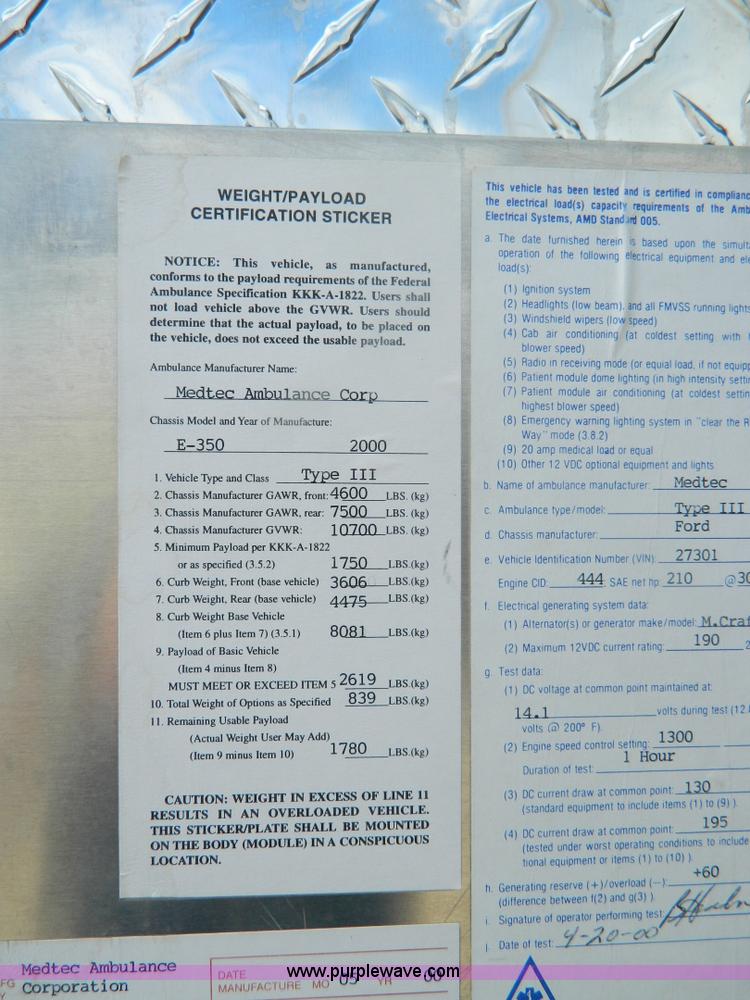 WEIGHT/PAYLOAD
CERTIFICATION STICKER
NOTICE: This vehicle, as manufactured,
conforms to the payload requirements of the Federal
Ambulance Specification KKK-A-1822. Users shall
not load vehicle above the GVWR. Users should
determine that the actual payload, to be placed on
the vehicle, does not exceed the usable payload.
Ambulance Manufacturer Name:
Medtec Ambulance Corp
Chassis Model and Year of Manufacture:
E-350 2000
1. Vehicle Type and Class Type III
2. Chassis Manufacturer GAWR, front: 4600 LBS. (kg)
3. Chassis Manufacturer GAWR, rear: 7500 LBS. (kg)
4. Chassis Manufacturer GVWR: 10700 LBS. (kg)
5. Minimum Payload per KKK-A-1822
or as specified (3.5.2) 1750 LBS.(kg)
6. Curb Weight, Front (base vehicle) 3606 LBS.(kg)
7. Curb Weight, Rear (base vehicle) 4475 LBS.(kg)
8. Curb Weight Base Vehicle
(Item 6 plus Item 7) (3.5.1) 8081 LBS.(kg)
9. Payload of Basic Vehicle
(Item 4 minus Item 8)
MUST MEET OR EXCEED ITEM 5 2619 LBS.(kg)
10. Total Weight of Options as Specified 839 LBS.(kg)
11. Remaining Usable Payload
(Actual Weight User May Add)
(Item 9 minus Item 10) 1780 LBS.(kg)
CAUTION: WEIGHT IN EXCESS OF LINE 11
RESULTS IN AN OVERLOADED VEHICLE.
THIS STICKER/PLATE SHALL BE MOUNTED
ON THE BODY (MODULE) IN A CONSPICUOUS
LOCATION.
This vehicle has been tested and is certified in complianc
the electrical load(s) capacity requirements of the Amb
Electrical Systems, AMD Standard 005.
a. The date furnished herein is based upon the simult
operation of the following electrical equipment and ele
load(s):
(1) Ignition system
(2) Headlights (low beam), and all FMVSS running lights
(3) Windshield wipers (low speed)
(4) Cab air conditioning (at coldest setting with
blower speed)
(5) Radio in receiving mode (or equal load, if not equipp
(6) Patient module dome lighting (in high intensity settin
(7) Patient module air conditioning (at coldest settin
highest blower speed)
(8) Emergency warning lighting system in "clear the R
Way" mode (3.8.2)
(9) 20 amp medical load or equal
(10) Other 12 VDC optional equipment and lights
b. Name of ambulance manufacturer: Medtec
c. Ambulance type/model: Type III
d. Chassis manufacturer: Ford
e. Vehicle Identification Number (VIN): 27301
Engine CID: 444 SAE net hp: 210 @30
f. Electrical generating system data:
(1) Alternator(s) or generator make/model: M.Craf
(2) Maximum 12VDC current rating: 190 2
g. Test data:
(1) DC voltage at common point maintained at:
14.1 volts during test (12.
volts @ 200° F).
(2) Engine speed control setting: 1300
Duration of test: 1 Hour
(3) DC current draw at common point: 130
(standard equipment to include items (1) to (9) ).
(4) DC current draw at common point: 195
(tested under worst operating conditions to include
tional equipment or items (1) to (10) ).
h. Generating reserve (+)/overload (−): +60
(difference between f(2) and g(3) ).
i. Signature of operator performing test:
j. Date of test: 4-20-00
FG Medtec Ambulance
Y Corporation
DATE
MANUFACTURE MO 05 YR 00
www.purplewave.com